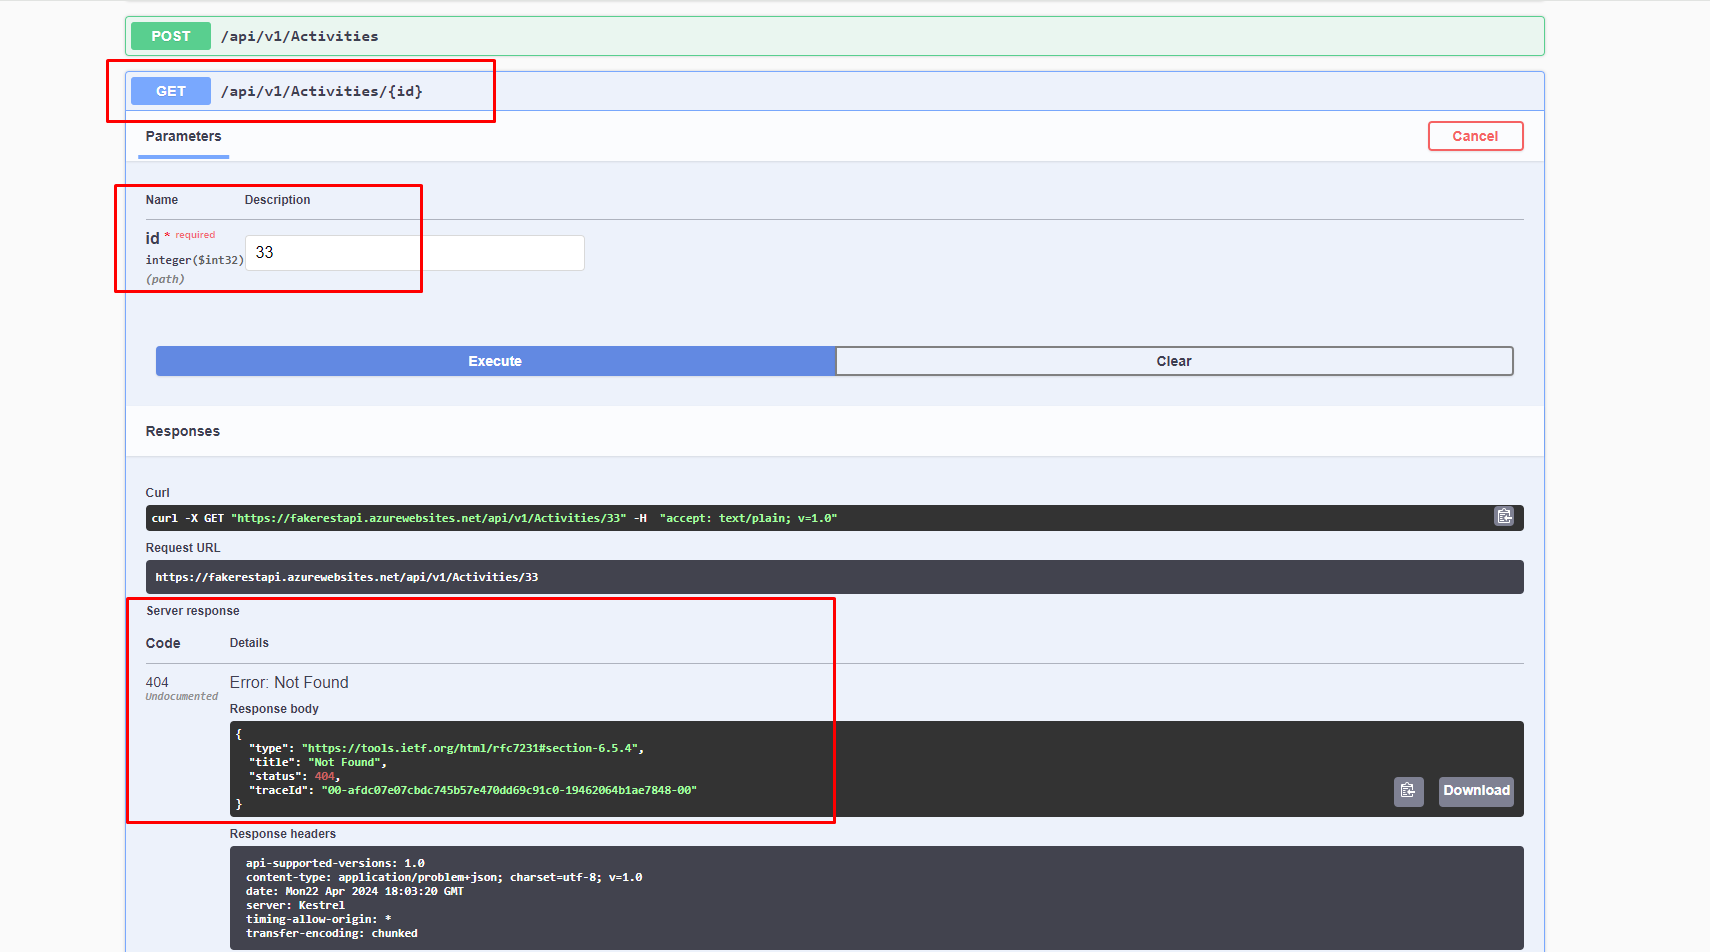 POST /api/v1/Activities
GET /api/v1/Activities/{id}
Parameters
Cancel
Name Description
id * required
integer($int32)
(path)
33
Execute Clear
Responses
Curl
curl -X GET "https://fakerestapi.azurewebsites.net/api/v1/Activities/33" -H  "accept: text/plain; v=1.0"
Request URL
https://fakerestapi.azurewebsites.net/api/v1/Activities/33
Server response
Code Details
404
Undocumented
Error: Not Found
Response body
{
  "type": "https://tools.ietf.org/html/rfc7231#section-6.5.4",
  "title": "Not Found",
  "status": 404,
  "traceId": "00-afdc07e07cbdc745b57e470dd69c91c0-19462064b1ae7848-00"
}
Download
Response headers
api-supported-versions: 1.0
content-type: application/problem+json; charset=utf-8; v=1.0
date: Mon22 Apr 2024 18:03:20 GMT
server: Kestrel
timing-allow-origin: *
transfer-encoding: chunked